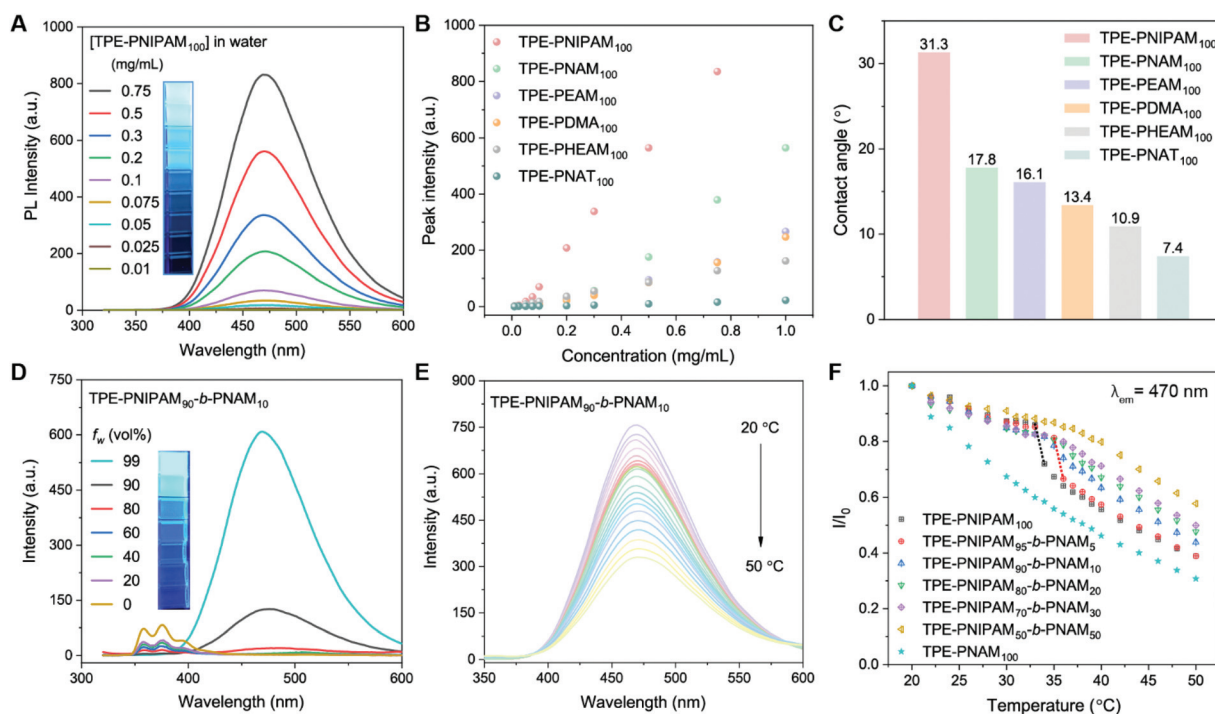 A
[TPE-PNIPAM100] in water
(mg/mL)
0.75
0.5
0.3
0.2
0.1
0.075
0.05
0.025
0.01
PL Intensity (a.u.)
1000
800
600
400
200
0
300 350 400 450 500 550 600
Wavelength (nm)
B
TPE-PNIPAM100
TPE-PNAM100
TPE-PEAM100
TPE-PDMA100
TPE-PHEAM100
TPE-PNAT100
Peak intensity (a.u.)
1000
800
600
400
200
0
0.0 0.2 0.4 0.6 0.8 1.0
Concentration (mg/mL)
C
TPE-PNIPAM100
TPE-PNAM100
TPE-PEAM100
TPE-PDMA100
TPE-PHEAM100
TPE-PNAT100
31.3
17.8
16.1
13.4
10.9
7.4
Contact angle (°)
30
20
10
0
D
TPE-PNIPAM90-b-PNAM10
fw (vol%)
99
90
80
60
40
20
0
Intensity (a.u.)
750
600
450
300
150
0
300 350 400 450 500 550 600
Wavelength (nm)
E
TPE-PNIPAM90-b-PNAM10
20 °C
50 °C
Intensity (a.u.)
900
750
600
450
300
150
0
350 400 450 500 550 600
Wavelength (nm)
F
λem = 470 nm
TPE-PNIPAM100
TPE-PNIPAM95-b-PNAM5
TPE-PNIPAM90-b-PNAM10
TPE-PNIPAM80-b-PNAM20
TPE-PNIPAM70-b-PNAM30
TPE-PNIPAM50-b-PNAM50
TPE-PNAM100
I/I0
1.0
0.8
0.6
0.4
0.2
0.0
20 25 30 35 40 45 50
Temperature (°C)